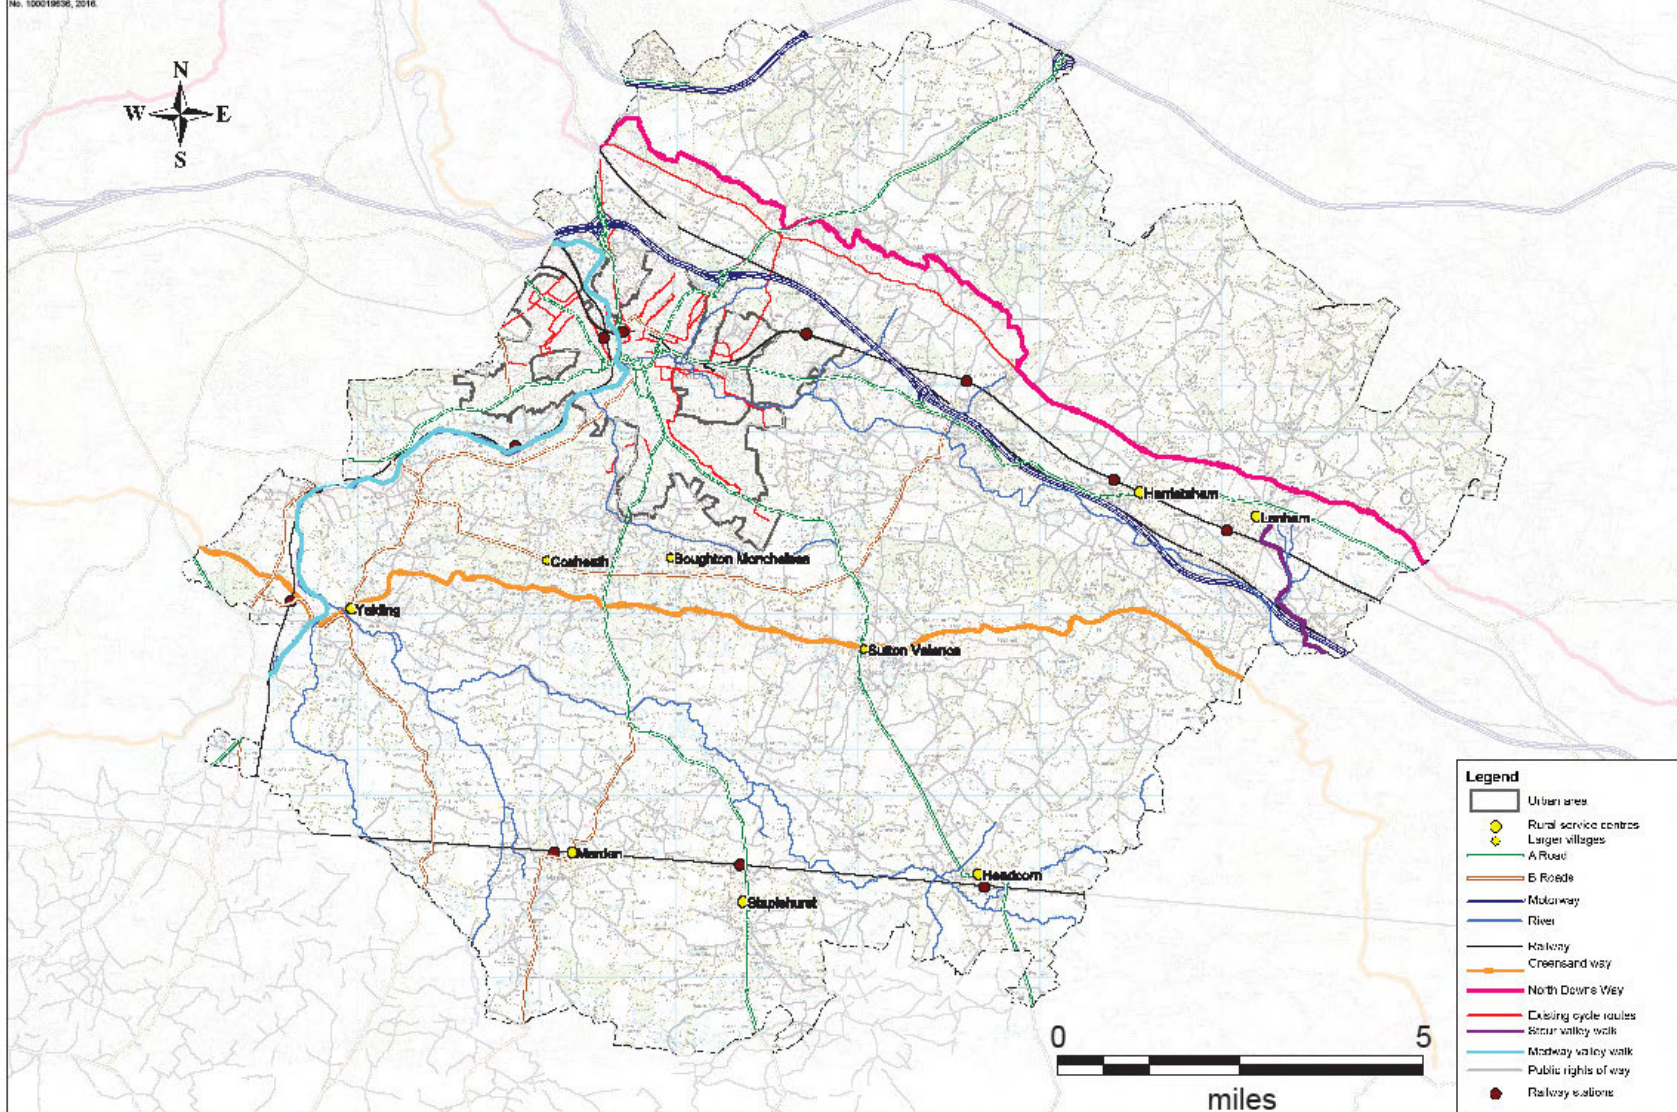 No. 100019636, 2016.
N
W E
S
Harrietsham
Lenham
Coxheath
Boughton Monchelsea
Yalding
Sutton Valence
Marden
Headcorn
Staplehurst
Legend
Urban area
Rural service centres
Larger villages
A Road
B Roads
Motorway
River
Railway
Greensand way
North Downs Way
Existing cycle routes
Stour valley walk
Medway valley walk
Public rights of way
Railway stations
0 5
miles